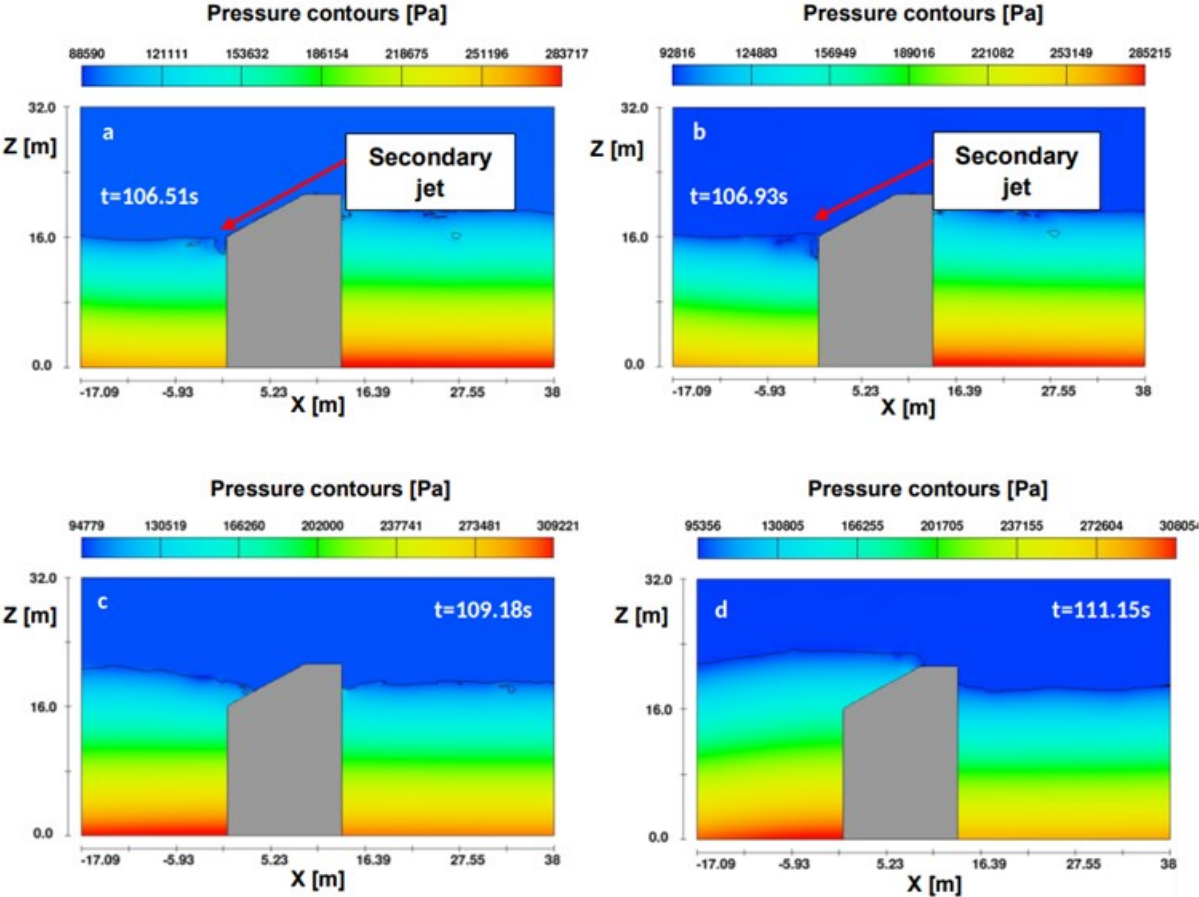 Pressure contours [Pa]
88590 121111 153632 186154 218675 251196 283717
32.0
a
Z [m]
Secondary
jet
t=106.51s
16.0
0.0
-17.09 -5.93 5.23 16.39 27.55 38
X [m]
Pressure contours [Pa]
92816 124883 156949 189016 221082 253149 285215
32.0
b
Z [m]
Secondary
jet
t=106.93s
16.0
0.0
-17.09 -5.93 5.23 16.39 27.55 38
X [m]
Pressure contours [Pa]
94779 130519 166260 202000 237741 273481 309221
32.0
c
t=109.18s
Z [m]
16.0
0.0
-17.09 -5.93 5.23 16.39 27.55 38
X [m]
Pressure contours [Pa]
95356 130805 166255 201705 237155 272604 308054
32.0
d
t=111.15s
Z [m]
16.0
0.0
-17.09 -5.93 5.23 16.39 27.55 38
X [m]